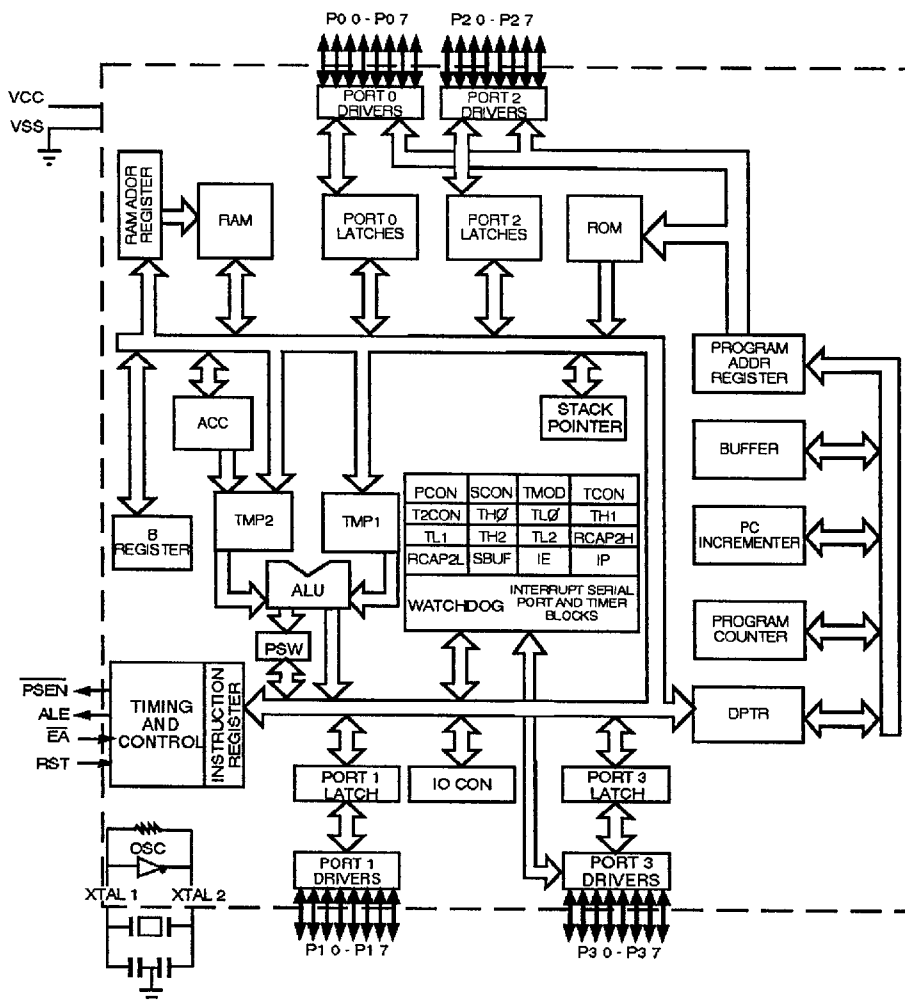 P0 0 - P0 7
P2 0 - P2 7
VCC
VSS
PORT 0
DRIVERS
PORT 2
DRIVERS
RAM ADDR
REGISTER
RAM
PORT 0
LATCHES
PORT 2
LATCHES
ROM
PROGRAM
ADDR
REGISTER
ACC
STACK
POINTER
BUFFER
B
REGISTER
TMP2
TMP1
PCON SCON TMOD TCON
T2CON THØ TLØ TH1
TL1 TH2 TL2 RCAP2H
RCAP2L SBUF IE IP
WATCHDOG
INTERRUPT SERIAL
PORT AND TIMER
BLOCKS
PC
INCREMENTER
ALU
PSW
PROGRAM
COUNTER
PSEN
ALE
EA
RST
TIMING
AND
CONTROL
INSTRUCTION
REGISTER
DPTR
PORT 1
LATCH
IO CON
PORT 3
LATCH
OSC
XTAL 1
XTAL 2
PORT 1
DRIVERS
PORT 3
DRIVERS
P1 0 - P1 7
P3 0 - P3 7